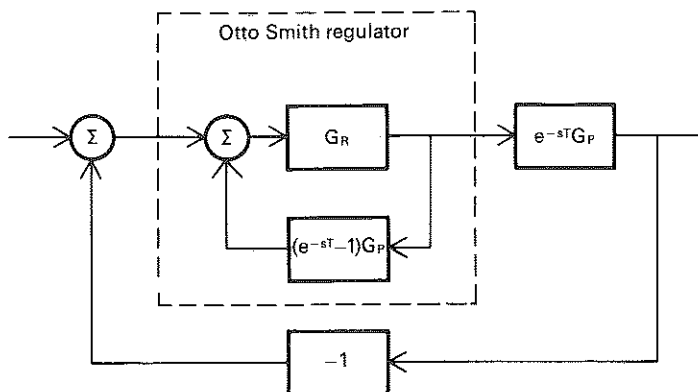 Otto Smith regulator
Σ
Σ
G_R
e^{-sT}G_P
(e^{-sT}-1)G_P
-1